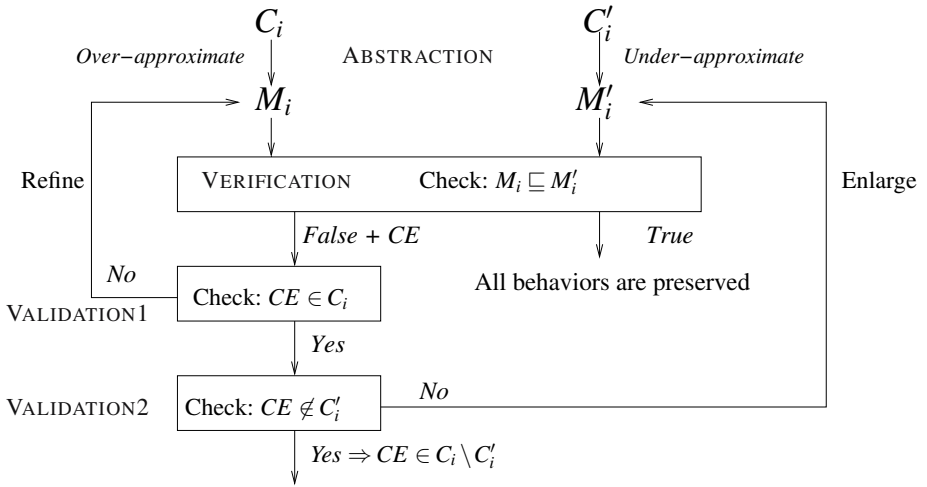 C_i C′_i
Over−approximate ABSTRACTION Under−approximate
M_i M′_i
Refine VERIFICATION Check: M_i ⊑ M′_i Enlarge
False + CE True
No All behaviors are preserved
Check: CE ∈ C_i
VALIDATION1
Yes
No
VALIDATION2 Check: CE ∉ C′_i
Yes ⇒ CE ∈ C_i \ C′_i